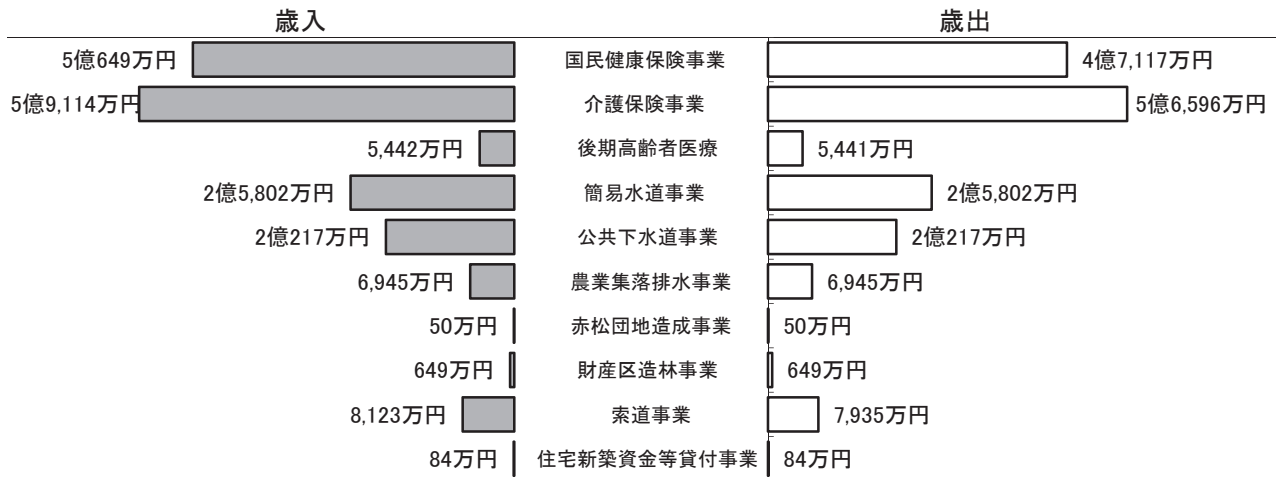 歳入 歳出
5億649万円 国民健康保険事業 4億7,117万円
5億9,114万円 介護保険事業 5億6,596万円
5,442万円 後期高齢者医療 5,441万円
2億5,802万円 簡易水道事業 2億5,802万円
2億217万円 公共下水道事業 2億217万円
6,945万円 農業集落排水事業 6,945万円
50万円 赤松団地造成事業 50万円
649万円 財産区造林事業 649万円
8,123万円 索道事業 7,935万円
84万円 住宅新築資金等貸付事業 84万円